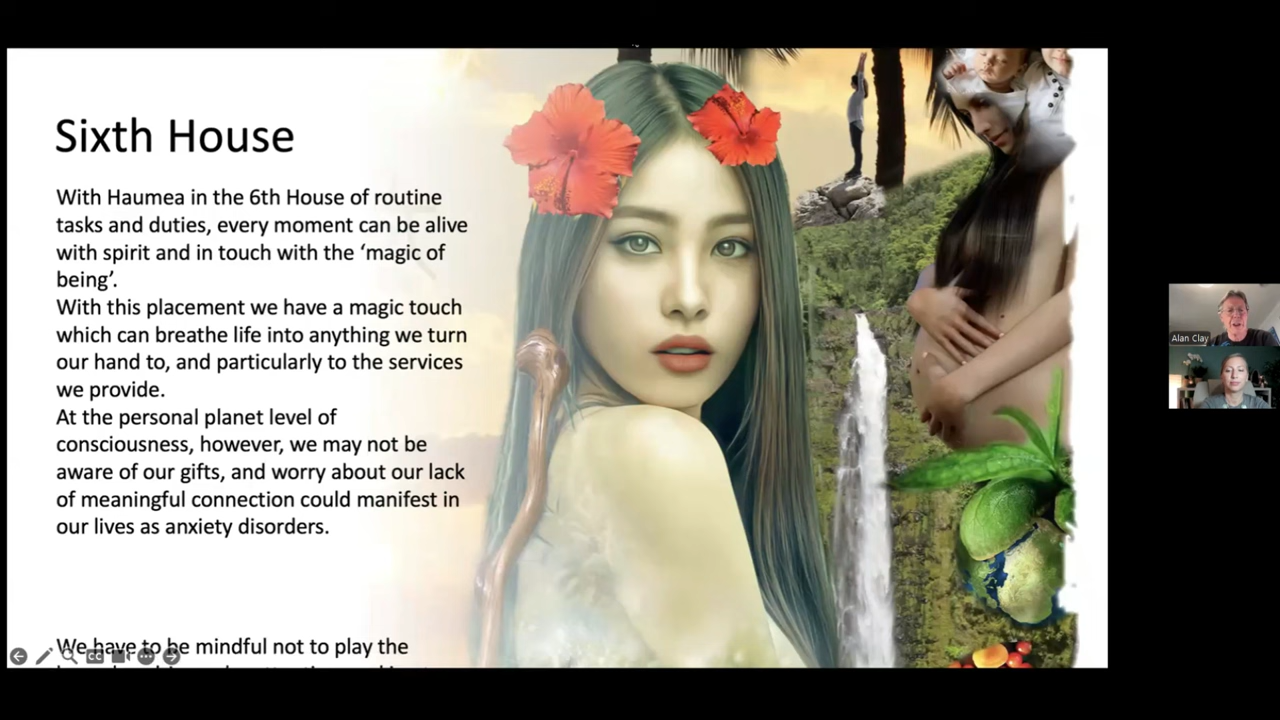 Sixth House
With Haumea in the 6th House of routine
tasks and duties, every moment can be alive
with spirit and in touch with the ‘magic of
being’.
With this placement we have a magic touch
which can breathe life into anything we turn
our hand to, and particularly to the services
we provide.
At the personal planet level of
consciousness, however, we may not be
aware of our gifts, and worry about our lack
of meaningful connection could manifest in
our lives as anxiety disorders.
We have to be mindful not to play the
CC
Alan Clay